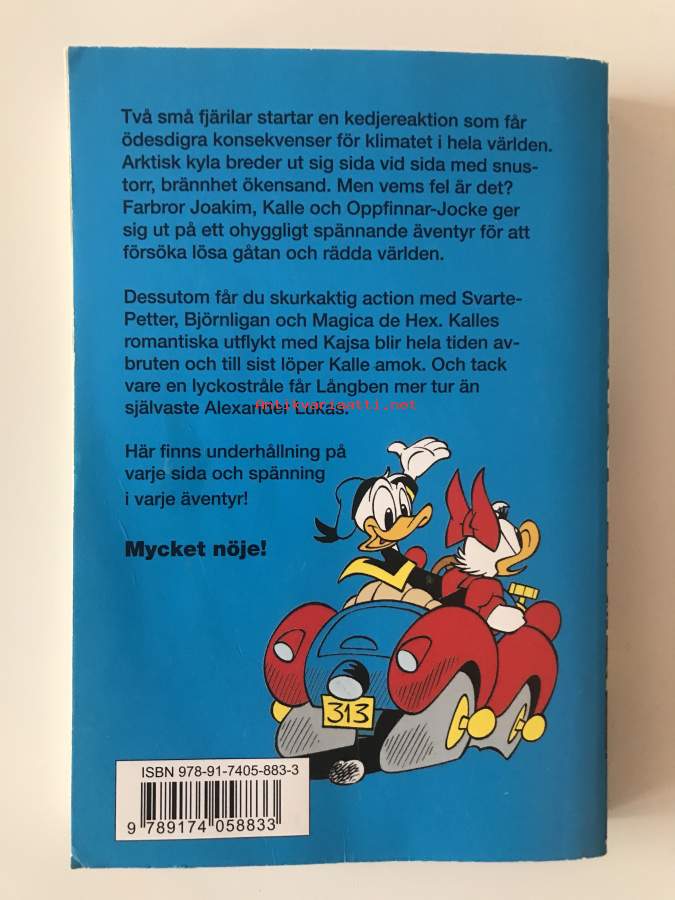 Två små fjärilar startar en kedjereaktion som får
ödesdigra konsekvenser för klimatet i hela världen.
Arktisk kyla breder ut sig sida vid sida med snus-
torr, brännhet ökensand. Men vems fel är det?
Farbror Joakim, Kalle och Oppfinnar-Jocke ger
sig ut på ett ohyggligt spännande äventyr för att
försöka lösa gåtan och rädda världen.
Dessutom får du skurkaktig action med Svarte-
Petter, Björnligan och Magica de Hex. Kalles
romantiska utflykt med Kajsa blir hela tiden av-
bruten och till sist löper Kalle amok. Och tack
vare en lyckostråle får Långben mer tur än
Antikvariaatti.net
självaste Alexander Lukas.
Här finns underhållning på
varje sida och spänning
i varje äventyr!
Mycket nöje!
313
ISBN 978-91-7405-883-3
9 789174 058833